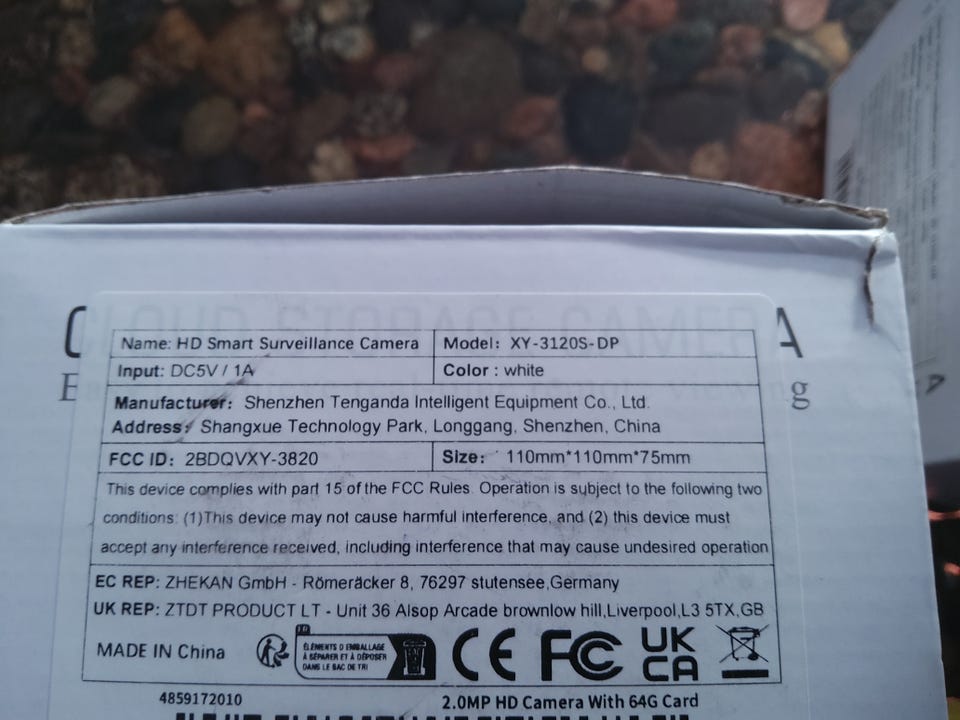 CLOUD STORAGE CAMERA
Name: HD Smart Surveillance Camera Model: XY-3120S-DP
Input: DC5V / 1A Color : white
Manufacturer: Shenzhen Tenganda Intelligent Equipment Co., Ltd.
Address: Shangxue Technology Park, Longgang, Shenzhen, China
FCC ID: 2BDQVXY-3820 Size: 110mm*110mm*75mm
This device complies with part 15 of the FCC Rules. Operation is subject to the following two
conditions: (1)This device may not cause harmful interference, and (2) this device must
accept any interference received, including interference that may cause undesired operation
EC REP: ZHEKAN GmbH - Römeräcker 8, 76297 stutensee,Germany
UK REP: ZTDT PRODUCT LT - Unit 36 Alsop Arcade brownlow hill,Liverpool,L3 5TX,GB
MADE IN China
FR
ÉLÉMENTS D'EMBALLAGE
À SÉPARER ET À DÉPOSER
DANS LE BAC DE TRI
CE FC UK
CA
4859172010 2.0MP HD Camera With 64G Card